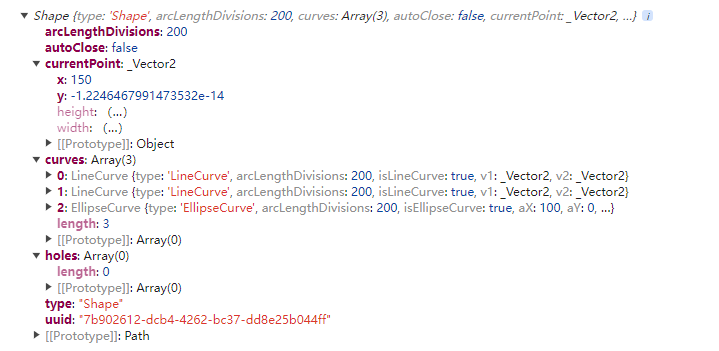 Shape {type: 'Shape', arcLengthDivisions: 200, curves: Array(3), autoClose: false, currentPoint: _Vector2, …} i
arcLengthDivisions: 200
autoClose: false
currentPoint: _Vector2
x: 150
y: -1.2246467991473532e-14
height: (...)
width: (...)
[[Prototype]]: Object
curves: Array(3)
0: LineCurve {type: 'LineCurve', arcLengthDivisions: 200, isLineCurve: true, v1: _Vector2, v2: _Vector2}
1: LineCurve {type: 'LineCurve', arcLengthDivisions: 200, isLineCurve: true, v1: _Vector2, v2: _Vector2}
2: EllipseCurve {type: 'EllipseCurve', arcLengthDivisions: 200, isEllipseCurve: true, aX: 100, aY: 0, …}
length: 3
[[Prototype]]: Array(0)
holes: Array(0)
length: 0
[[Prototype]]: Array(0)
type: "Shape"
uuid: "7b902612-dcb4-4262-bc37-dd8e25b044ff"
[[Prototype]]: Path